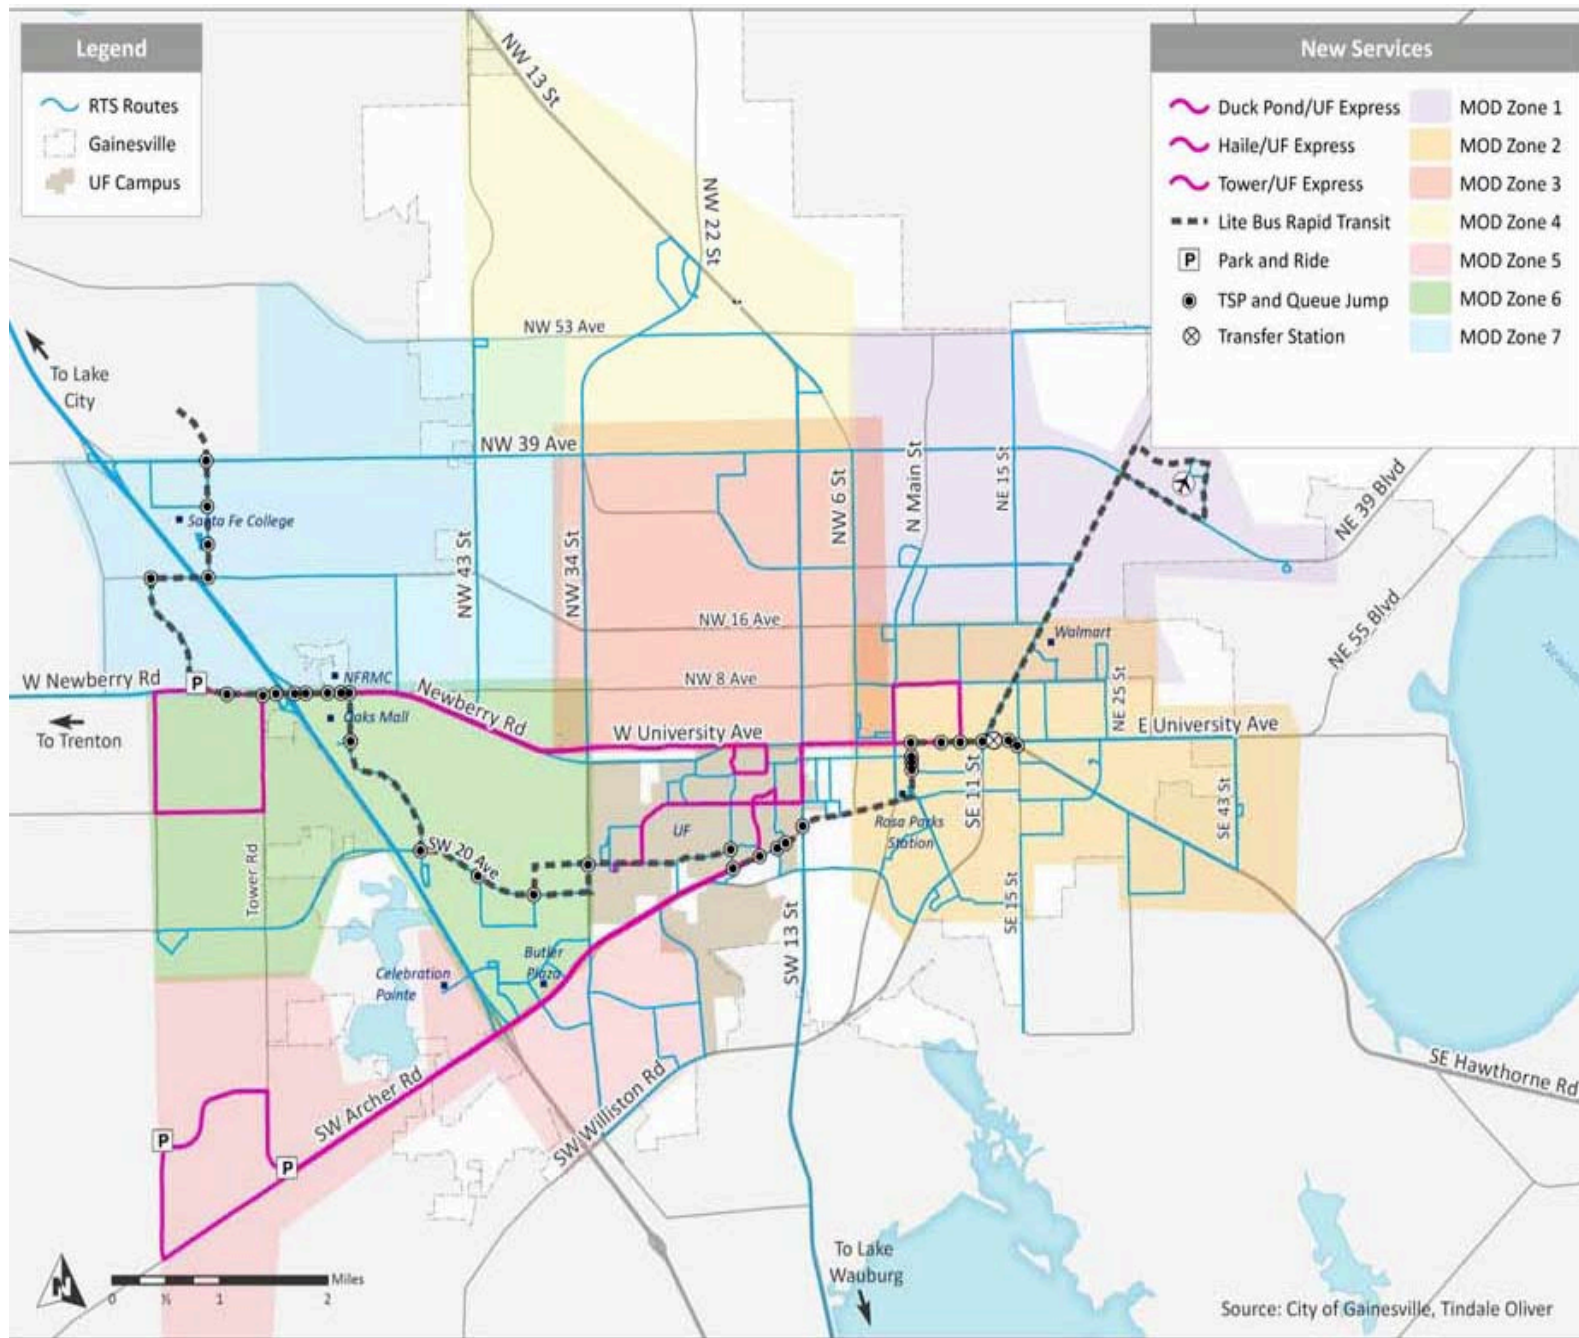 Legend
RTS Routes
Gainesville
UF Campus
New Services
Duck Pond/UF Express
Haile/UF Express
Tower/UF Express
Lite Bus Rapid Transit
P
Park and Ride
TSP and Queue Jump
Transfer Station
MOD Zone 1
MOD Zone 2
MOD Zone 3
MOD Zone 4
MOD Zone 5
MOD Zone 6
MOD Zone 7
NW 13 St
NW 22 St
NW 53 Ave
To Lake
City
NW 39 Ave
N Main St
NE 15 St
NW 6 St
NE 39 Blvd
Santa Fe College
NW 43 St
NW 34 St
NW 16 Ave
Walmart
NE 55 Blvd
W Newberry Rd
P
NFRMC
Newberry Rd
NW 8 Ave
NE 25 St
Oaks Mall
To Trenton
W University Ave
E University Ave
SE 11 St
SE 43 St
UF
Rosa Parks
Station
SW 20 Ave
Tower Rd
SE 15 St
SW 13 St
Butler
Plaza
Celebration
Pointe
SW Archer Rd
SW Williston Rd
SE Hawthorne Rd
P
P
To Lake
Wauburg
N
Miles
0
½
1
2
Source: City of Gainesville, Tindale Oliver